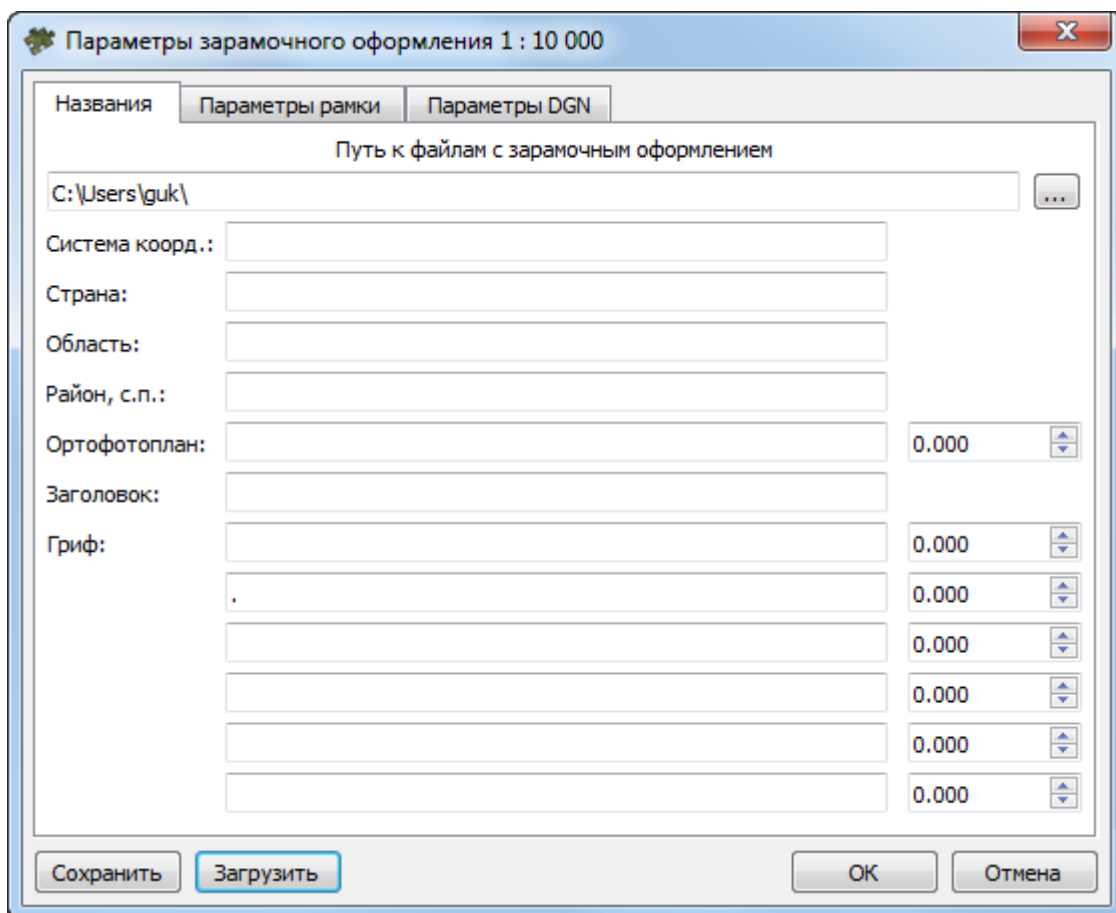 Параметры зарамочного оформления 1 : 10 000
x
Названия Параметры рамки Параметры DGN
Путь к файлам с зарамочным оформлением
C:\Users\guk\ ...
Система коорд.:
Страна:
Область:
Район, с.п.:
Ортофотоплан: 0.000
Заголовок:
Гриф: 0.000
. 0.000
0.000
0.000
0.000
0.000
Сохранить Загрузить OK Отмена